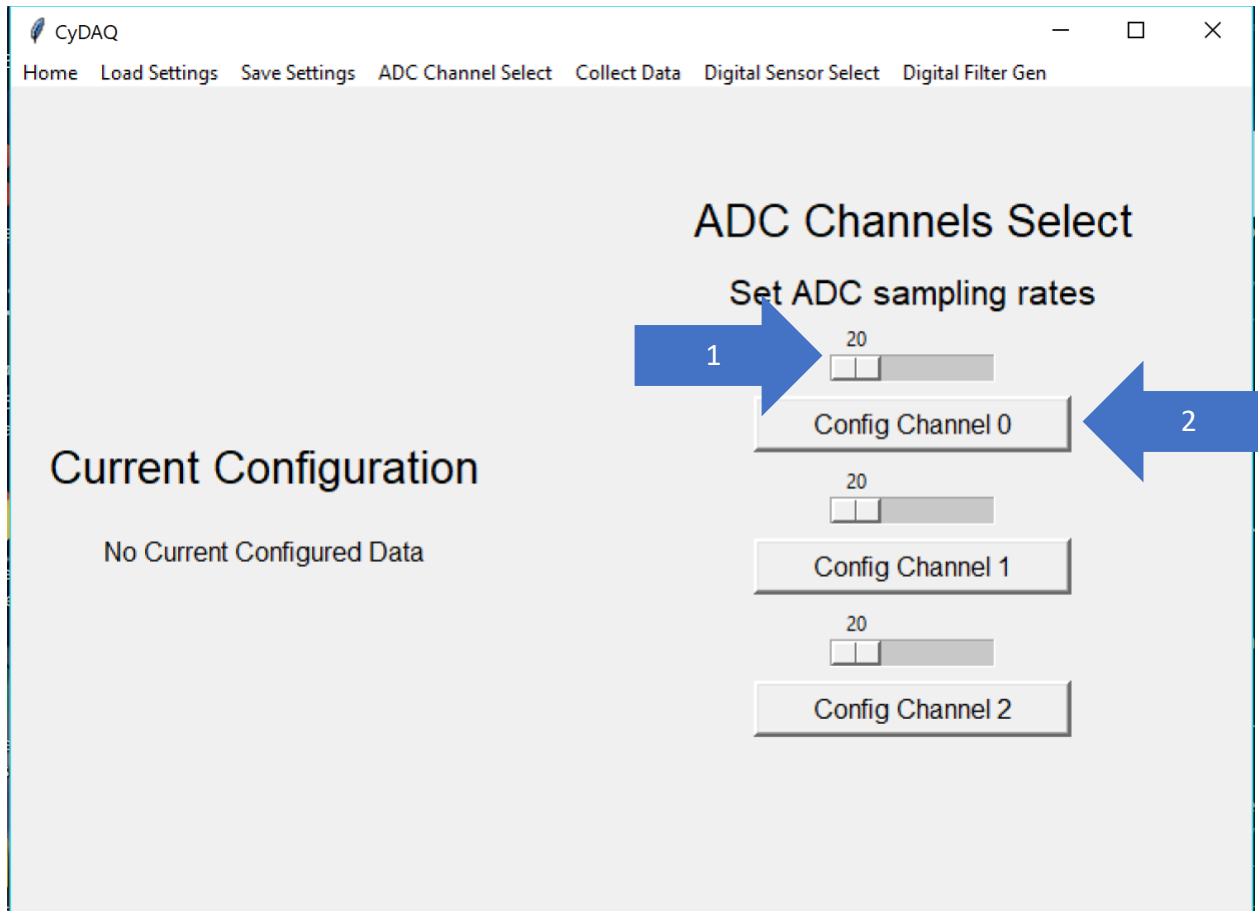 CyDAQ
Home Load Settings Save Settings ADC Channel Select Collect Data Digital Sensor Select Digital Filter Gen
ADC Channels Select
Set ADC sampling rates
20
1
Config Channel 0
2
Current Configuration
No Current Configured Data
20
Config Channel 1
20
Config Channel 2